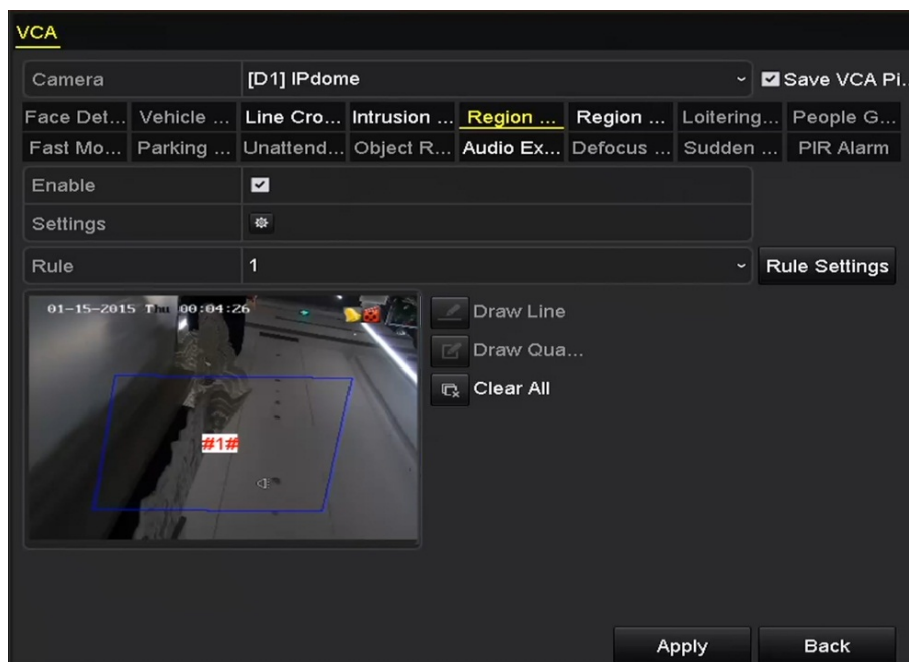 VCA
Camera [D1] IPdome Save VCA Pi..
Face Det... Vehicle ... Line Cro... Intrusion ... Region ... Region ... Loitering... People G...
Fast Mo... Parking ... Unattend... Object R... Audio Ex... Defocus ... Sudden ... PIR Alarm
Enable
Settings
Rule 1 Rule Settings
01-15-2015 Thu 00:04:26
Draw Line
Draw Qua...
Clear All
#1#
Apply Back